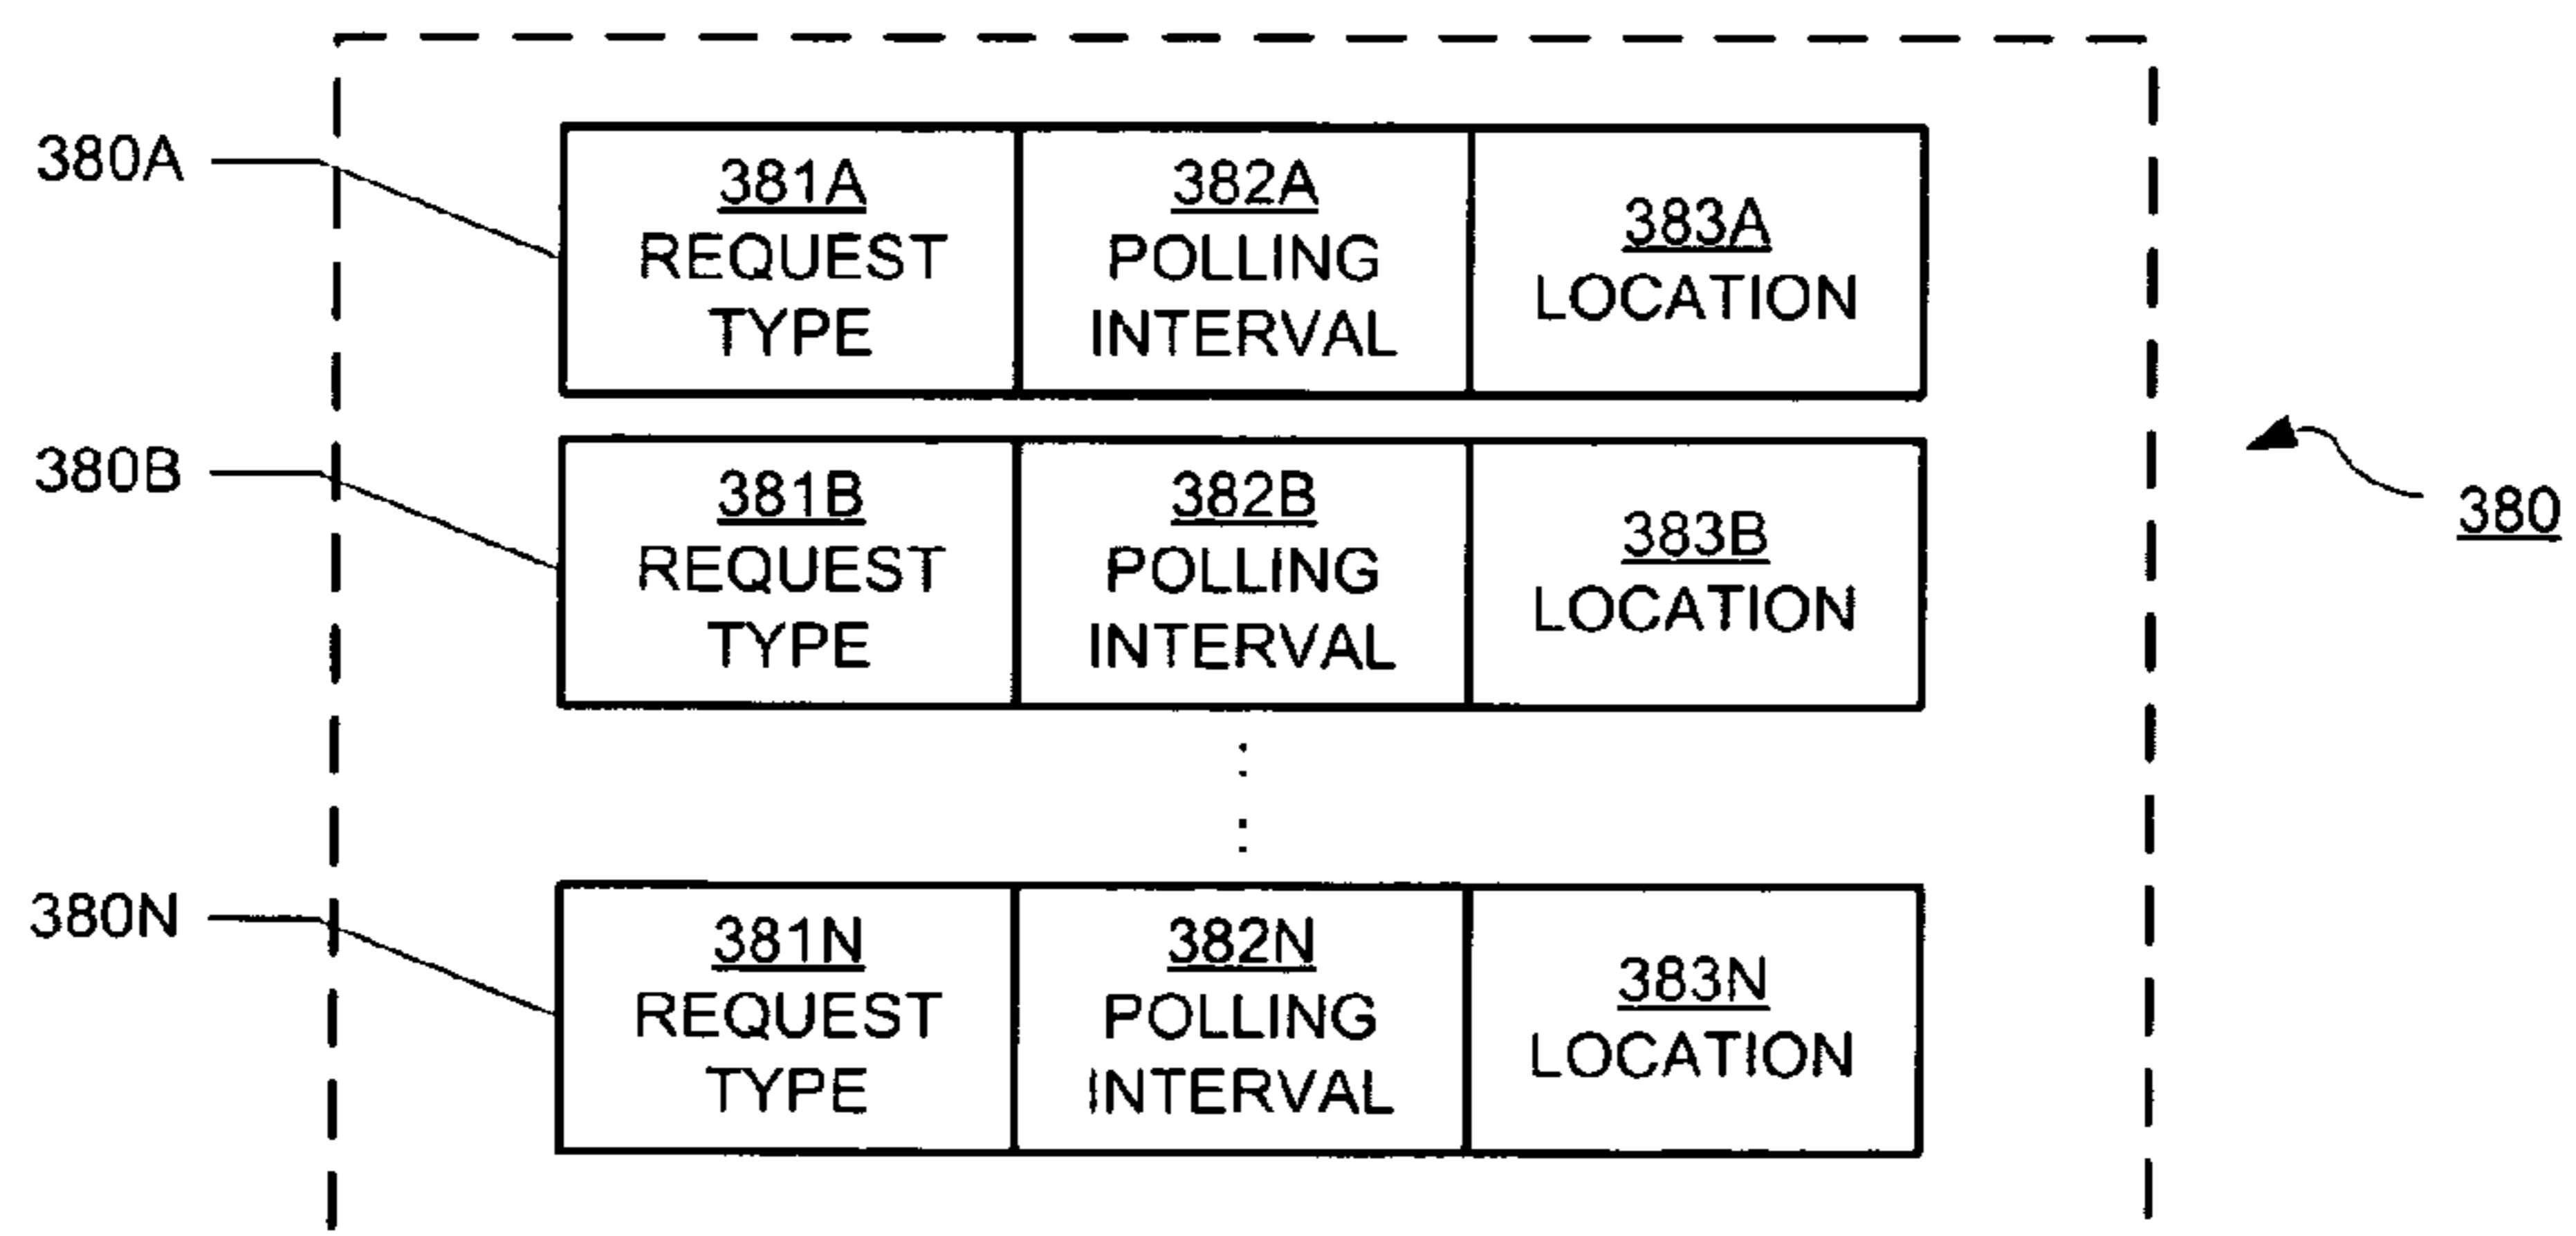 380A
381A
REQUEST
TYPE
382A
POLLING
INTERVAL
383A
LOCATION
380B
381B
REQUEST
TYPE
382B
POLLING
INTERVAL
383B
LOCATION
380
380N
381N
REQUEST
TYPE
382N
POLLING
INTERVAL
383N
LOCATION